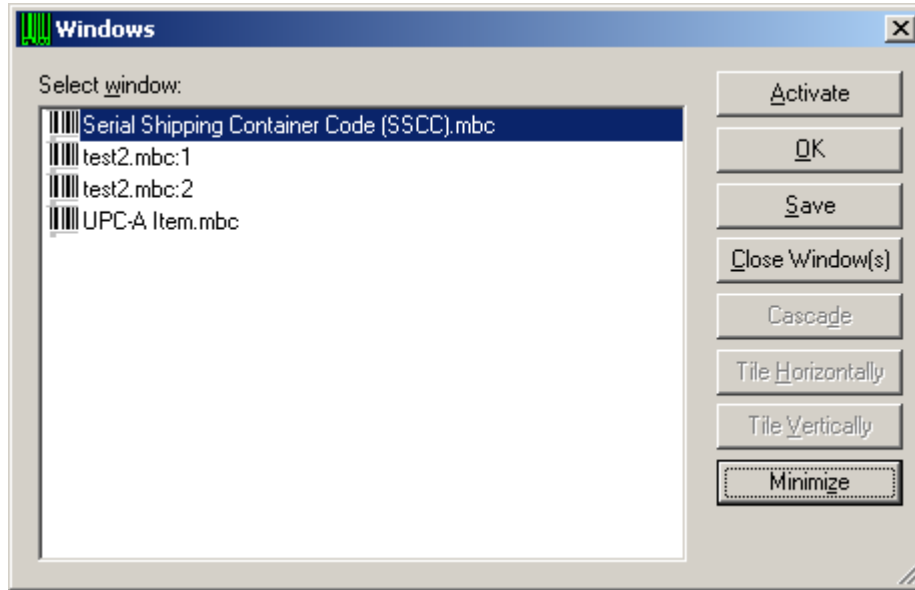 Windows
Select window:
Serial Shipping Container Code (SSCC).mbc
test2.mbc:1
test2.mbc:2
UPC-A Item.mbc
Activate
OK
Save
Close Window(s)
Cascade
Tile Horizontally
Tile Vertically
Minimize